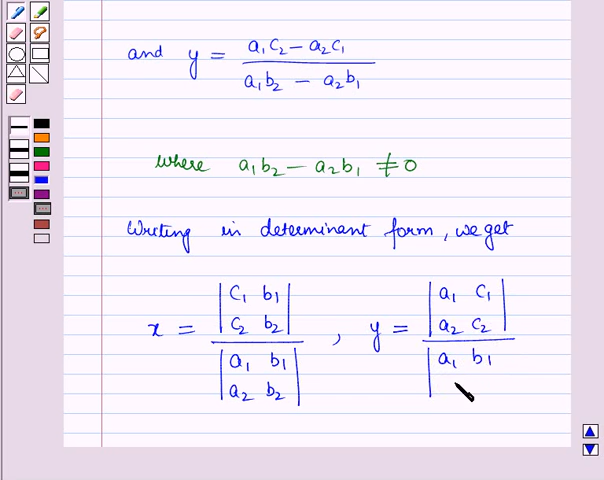 and y = a₁c₂ − a₂c₁ / a₁b₂ − a₂b₁
where a₁b₂ − a₂b₁ ≠ 0
Writing in determinant form, we get
x = |c₁ b₁| , y = |a₁ c₁|
|c₂ b₂| |a₂ c₂|
|a₁ b₁| |a₁ b₁
|a₂ b₂| |